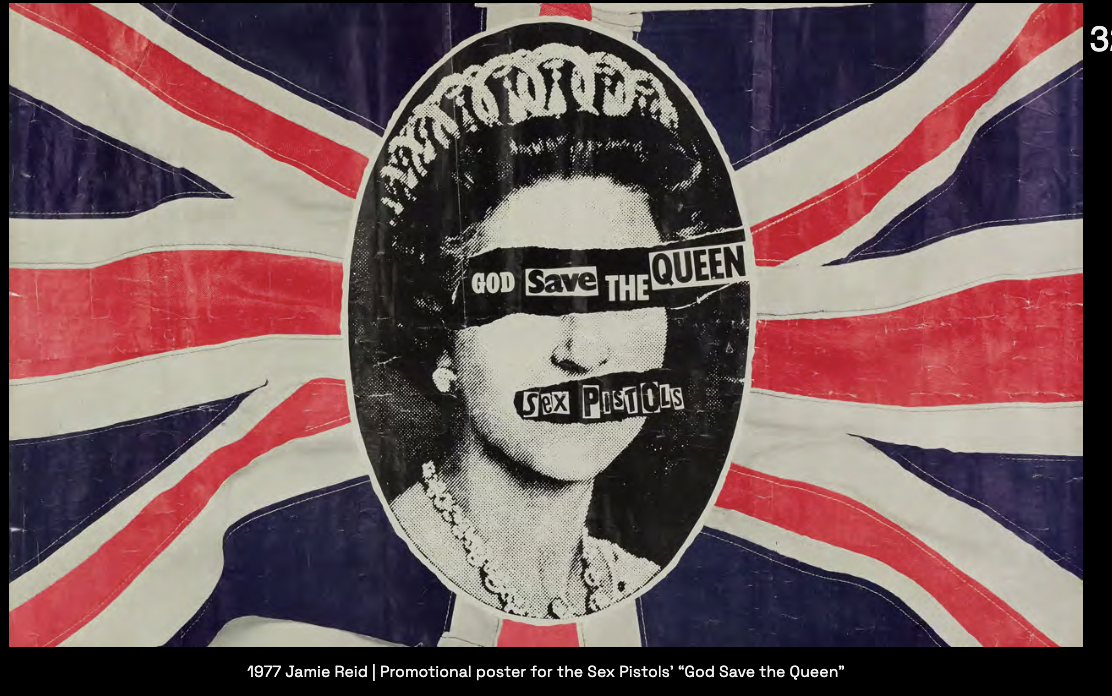 GOD Save THE QUEEN
Sex PISTOLS
1977 Jamie Reid | Promotional poster for the Sex Pistols’ “God Save the Queen”